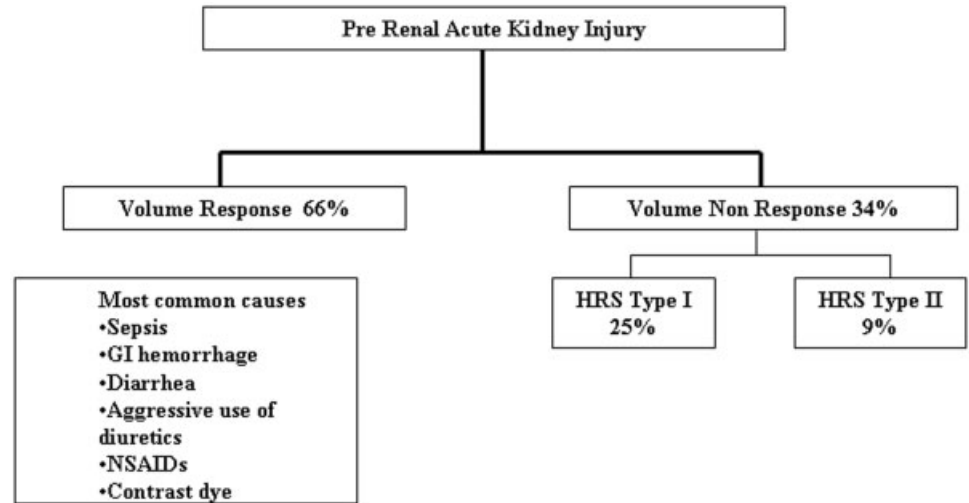 Pre Renal Acute Kidney Injury
Volume Response 66%
Volume Non Response 34%
Most common causes
•Sepsis
•GI hemorrhage
•Diarrhea
•Aggressive use of
diuretics
•NSAIDs
•Contrast dye
HRS Type I
25%
HRS Type II
9%